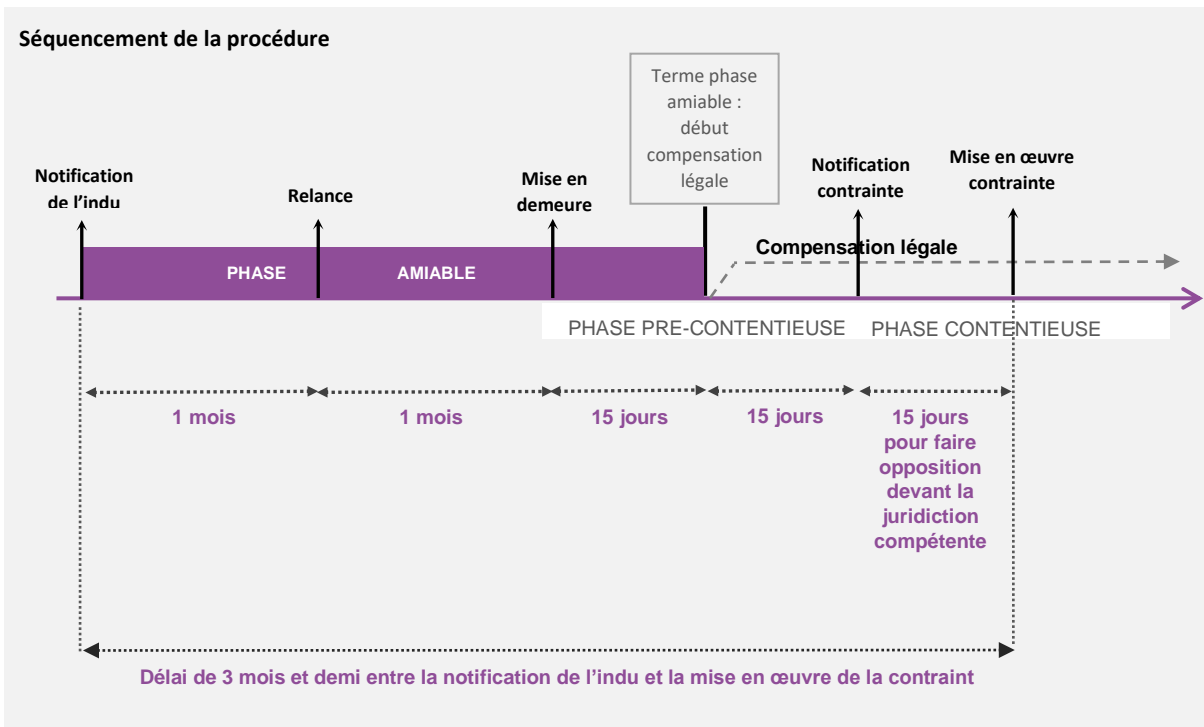 Séquencement de la procédure
Terme phase
amiable :
début
compensation
légale
Notification
de l'indu
Relance
Mise en
demeure
Notification
contrainte
Mise en œuvre
contrainte
Compensation légale
PHASE
AMIABLE
PHASE PRE-CONTENTIEUSE
PHASE CONTENTIEUSE
1 mois
1 mois
15 jours
15 jours
15 jours
pour faire
opposition
devant la
juridiction
compétente
Délai de 3 mois et demi entre la notification de l'indu et la mise en œuvre de la contraint